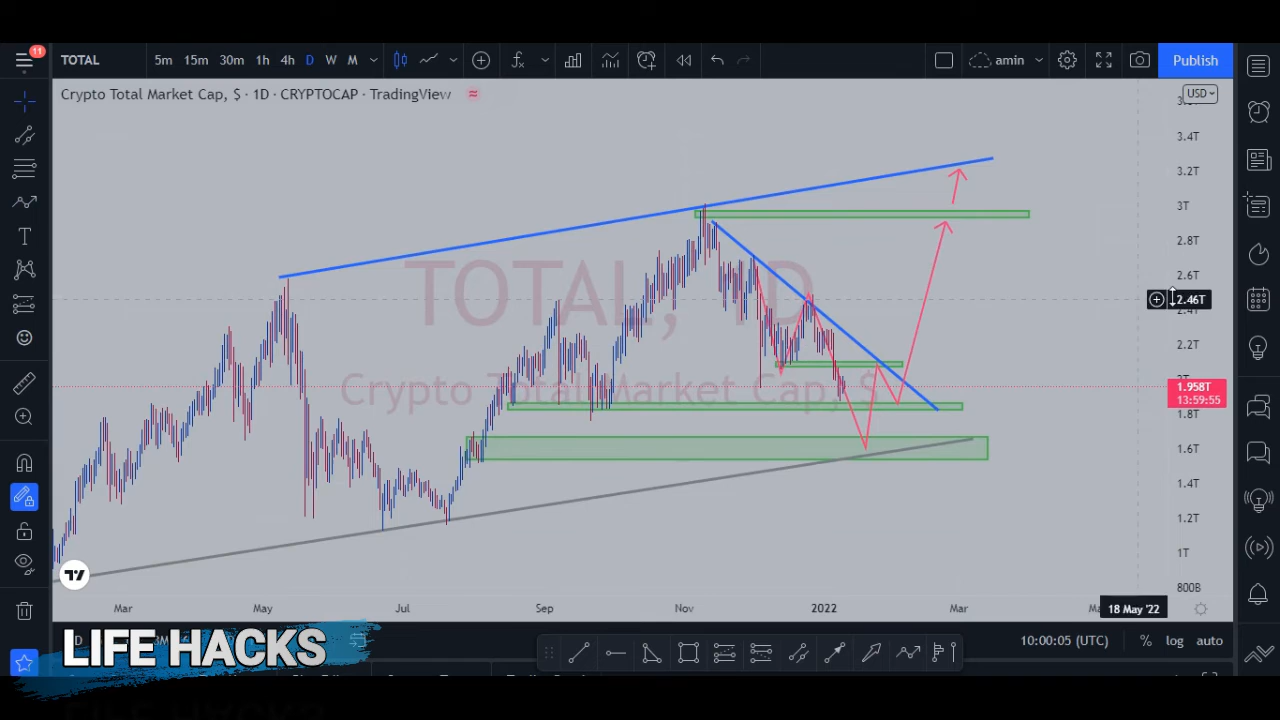 11
TOTAL
5m 15m 30m 1h 4h D W M
amin
Publish
Crypto Total Market Cap, $ · 1D · CRYPTOCAP · TradingView
USD
3.4T
3.2T
3T
2.8T
2.6T
2.46T
2.2T
1.958T
13:59:55
1.8T
1.6T
1.4T
1.2T
1T
800B
TOTAL, 1D
Crypto Total Market Cap, $
Mar May Jul Sep Nov 2022 Mar 18 May '22
LIFE HACKS
10:00:05 (UTC) % log auto